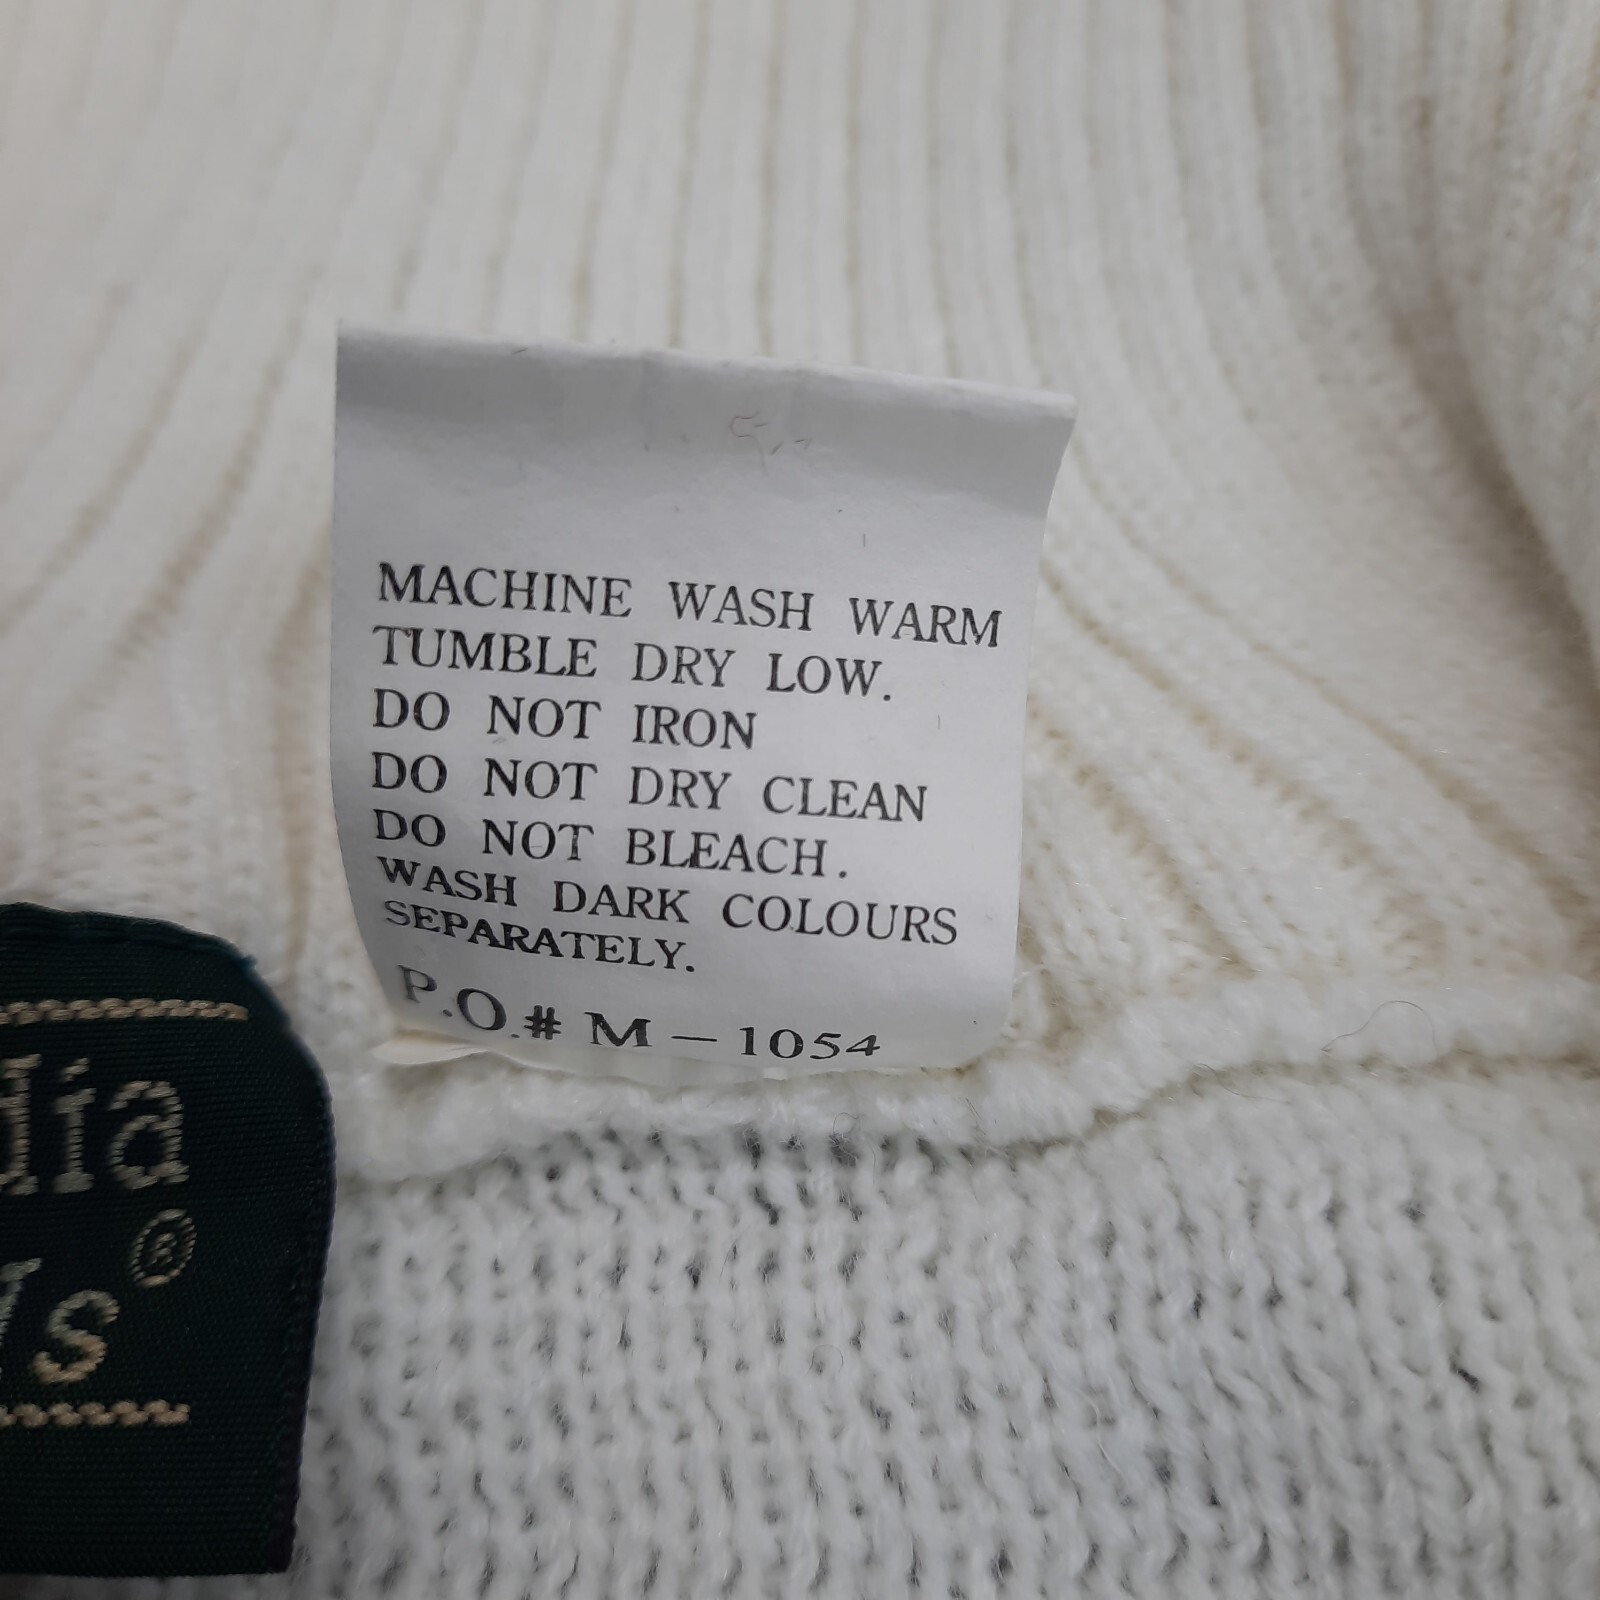 MACHINE WASH WARM
TUMBLE DRY LOW.
DO NOT IRON
DO NOT DRY CLEAN
DO NOT BLEACH.
WASH DARK COLOURS
SEPARATELY.
P.O.# M - 1054
dia
's®